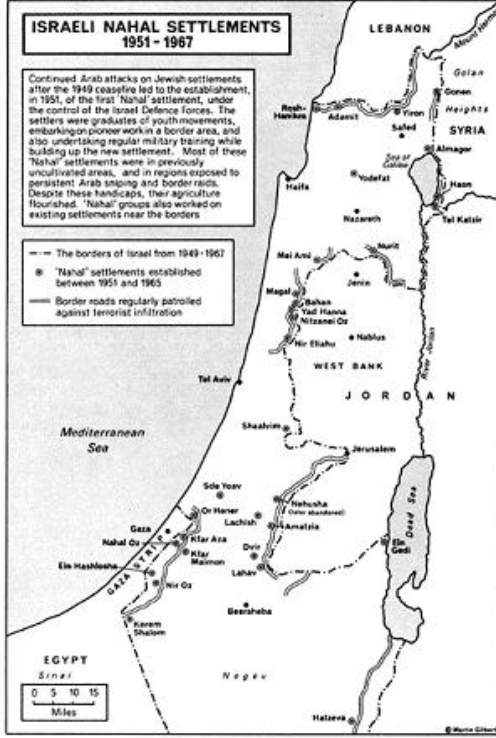 ISRAELI NAHAL SETTLEMENTS
1951 - 1967
Continued Arab attacks on Jewish settlements
after the 1949 ceasefire led to the establishment,
in 1951, of the first 'Nahal' settlement, under
the control of the Israel Defence Forces. The
settlers were graduates of youth movements,
embarking on pioneer work in a border area, and
also undertaking regular military training while
building up the new settlement. Most of these
'Nahal' settlements were in previously
uncultivated areas, and in regions exposed to
persistent Arab sniping and border raids.
Despite these handicaps, their agriculture
flourished. 'Nahal' groups also worked on
existing settlements near the borders
The borders of Israel from 1949-1967
'Nahal' settlements established
between 1951 and 1965
Border roads regularly patrolled
against terrorist infiltration
LEBANON
Mount Hermon
Golan
Heights
SYRIA
Gonen
Rosh-
Hanikra
Adamit
Yiron
Safed
Almagor
Sea of
Galilee
Haon
Tel Katzir
Haifa
Yodefat
Nazareth
Mai Ami
Nurit
Jenin
Magal
Bahan
Yad Hanna
Nitzanei Oz
Nir Eliahu
Nablus
WEST BANK
JORDAN
River Jordan
Tel Aviv
Mediterranean
Sea
Shaalvim
Jerusalem
Sde Yoav
Or Haner
Lachish
Nehusha
(later abandoned)
Amatzia
Dead Sea
Ein
Gedi
Gaza
Nahal Oz
Kfar Aza
Kfar
Maimon
Ein Hashlosha
GAZA STRIP
Nir Oz
Dvir
Lahav
Beersheba
Kerem
Shalom
EGYPT
Sinai
Negev
0 5 10 15
Miles
Hatzeva
© Martin Gilbert